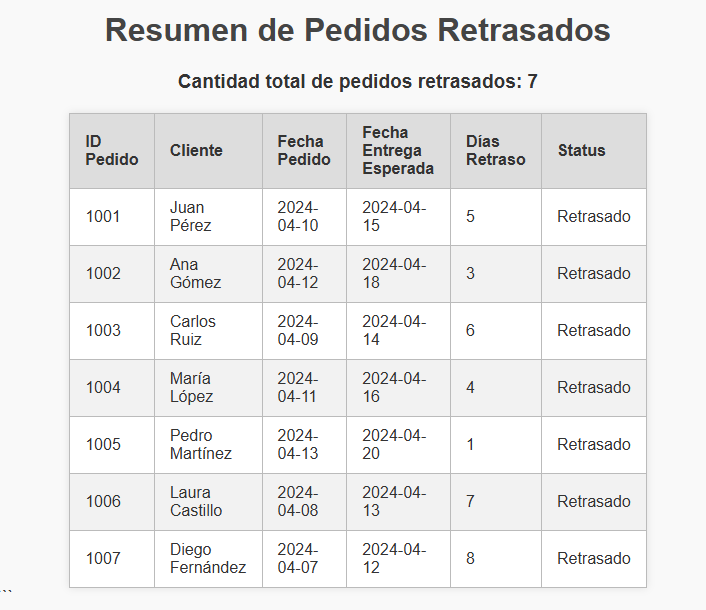 Resumen de Pedidos Retrasados
Cantidad total de pedidos retrasados: 7
ID Pedido Cliente Fecha Pedido Fecha Entrega Esperada Días Retraso Status
1001 Juan Pérez 2024-04-10 2024-04-15 5 Retrasado
1002 Ana Gómez 2024-04-12 2024-04-18 3 Retrasado
1003 Carlos Ruiz 2024-04-09 2024-04-14 6 Retrasado
1004 María López 2024-04-11 2024-04-16 4 Retrasado
1005 Pedro Martínez 2024-04-13 2024-04-20 1 Retrasado
1006 Laura Castillo 2024-04-08 2024-04-13 7 Retrasado
1007 Diego Fernández 2024-04-07 2024-04-12 8 Retrasado
```